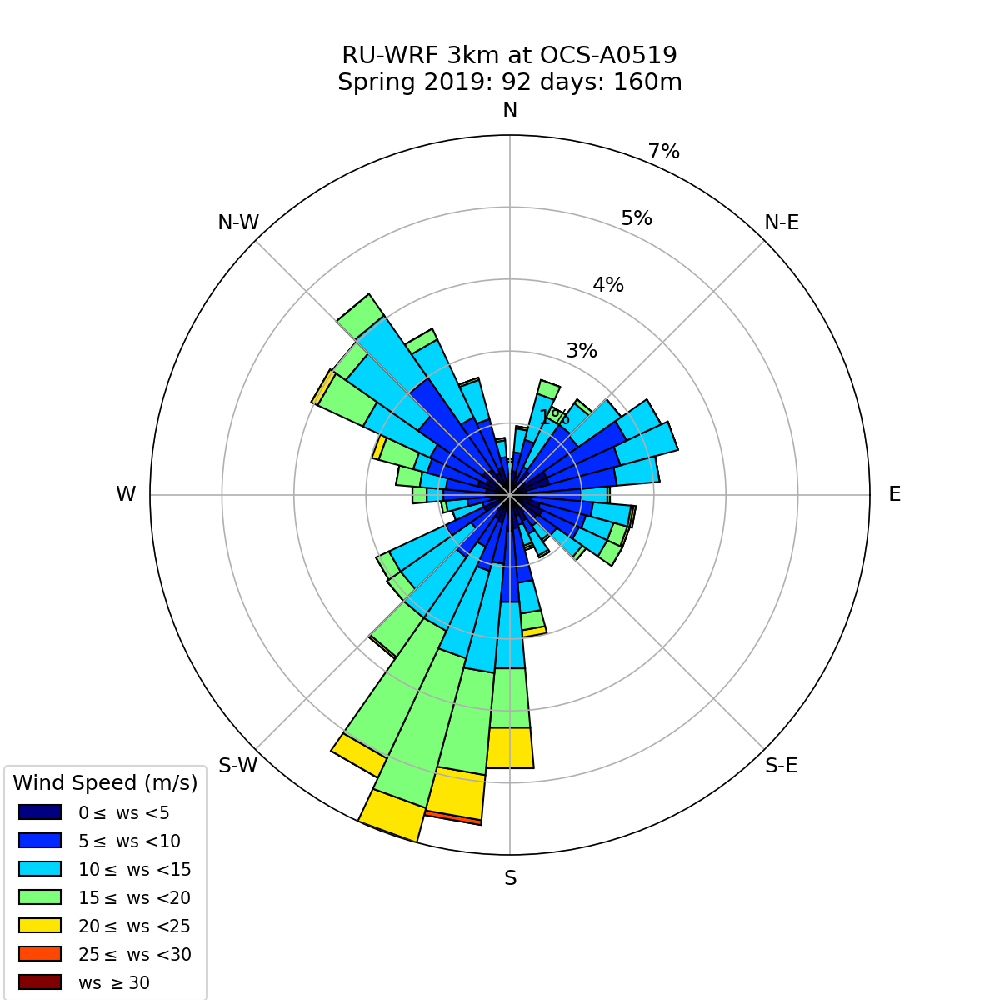 RU-WRF 3km at OCS-A0519
Spring 2019: 92 days: 160m
N
7%
N-W
5%
N-E
4%
3%
1%
W
E
S-W
S-E
S
Wind Speed (m/s)
0≤ ws <5
5≤ ws <10
10≤ ws <15
15≤ ws <20
20≤ ws <25
25≤ ws <30
ws ≥30